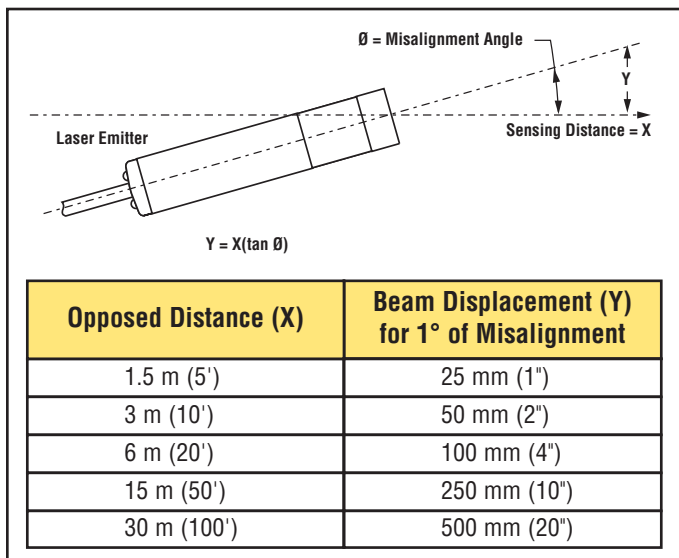 Ø = Misalignment Angle
Y
Laser Emitter
Sensing Distance = X
Y = X(tan Ø)
Opposed Distance (X)
Beam Displacement (Y)
for 1° of Misalignment
1.5 m (5') 25 mm (1")
3 m (10') 50 mm (2")
6 m (20') 100 mm (4")
15 m (50') 250 mm (10")
30 m (100') 500 mm (20")